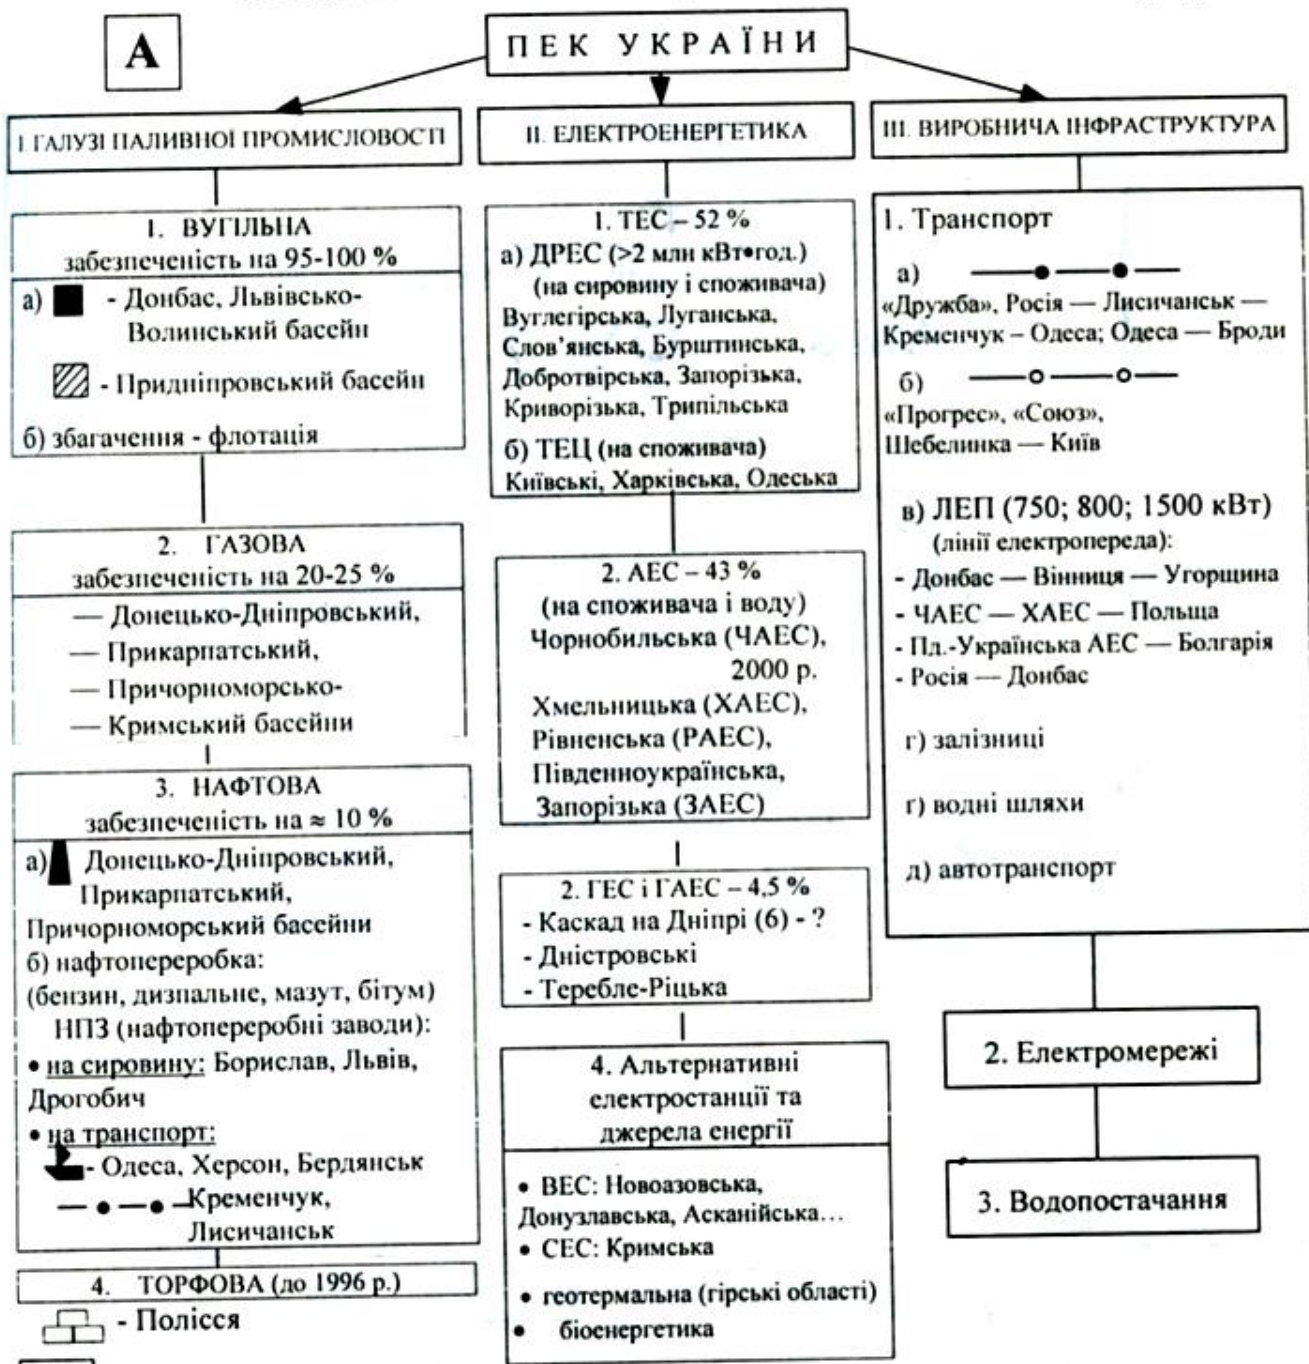 А
ПЕК УКРАЇНИ
І ГАЛУЗІ ПАЛИВНОЇ ПРОМИСЛОВОСТІ
1. ВУГІЛЬНА
забезпеченість на 95-100 %
а) - Донбас, Львівсько-
Волинський басейн
- Придніпровський басейн
б) збагачення - флотація
2. ГАЗОВА
забезпеченість на 20-25 %
— Донецько-Дніпровський,
— Прикарпатський,
— Причорноморсько-
— Кримський басейни
3. НАФТОВА
забезпеченість на ≈ 10 %
а) Донецько-Дніпровський,
Прикарпатський,
Причорноморський басейни
б) нафтопереробка:
(бензин, дизпальне, мазут, бітум)
НПЗ (нафтопереробні заводи):
• на сировину: Борислав, Львів,
Дрогобич
• на транспорт:
- Одеса, Херсон, Бердянськ
Кременчук,
Лисичанськ
4. ТОРФОВА (до 1996 р.)
- Полісся
ІІ. ЕЛЕКТРОЕНЕРГЕТИКА
1. ТЕС – 52 %
а) ДРЕС (>2 млн кВт•год.)
(на сировину і споживача)
Вуглегірська, Луганська,
Слов’янська, Бурштинська,
Добротвірська, Запорізька,
Криворізька, Трипільська
б) ТЕЦ (на споживача)
Київські, Харківська, Одеська
2. АЕС – 43 %
(на споживача і воду)
Чорнобильська (ЧАЕС),
2000 р.
Хмельницька (ХАЕС),
Рівненська (РАЕС),
Південноукраїнська,
Запорізька (ЗАЕС)
2. ГЕС і ГАЕС – 4,5 %
- Каскад на Дніпрі (6) - ?
- Дністровські
- Теребле-Ріцька
4. Альтернативні
електростанції та
джерела енергії
• ВЕС: Новоазовська,
Донузлавська, Асканійська…
• СЕС: Кримська
• геотермальна (гірські області)
• біоенергетика
ІІІ. ВИРОБНИЧА ІНФРАСТРУКТУРА
1. Транспорт
а)
«Дружба», Росія — Лисичанськ —
Кременчук – Одеса; Одеса — Броди
б)
«Прогрес», «Союз»,
Шебелинка — Київ
в) ЛЕП (750; 800; 1500 кВт)
(лінії електропереда):
- Донбас — Вінниця — Угорщина
- ЧАЕС — ХАЕС — Польща
- Пд.-Українська АЕС — Болгарія
- Росія — Донбас
г) залізниці
ґ) водні шляхи
д) автотранспорт
2. Електромережі
3. Водопостачання